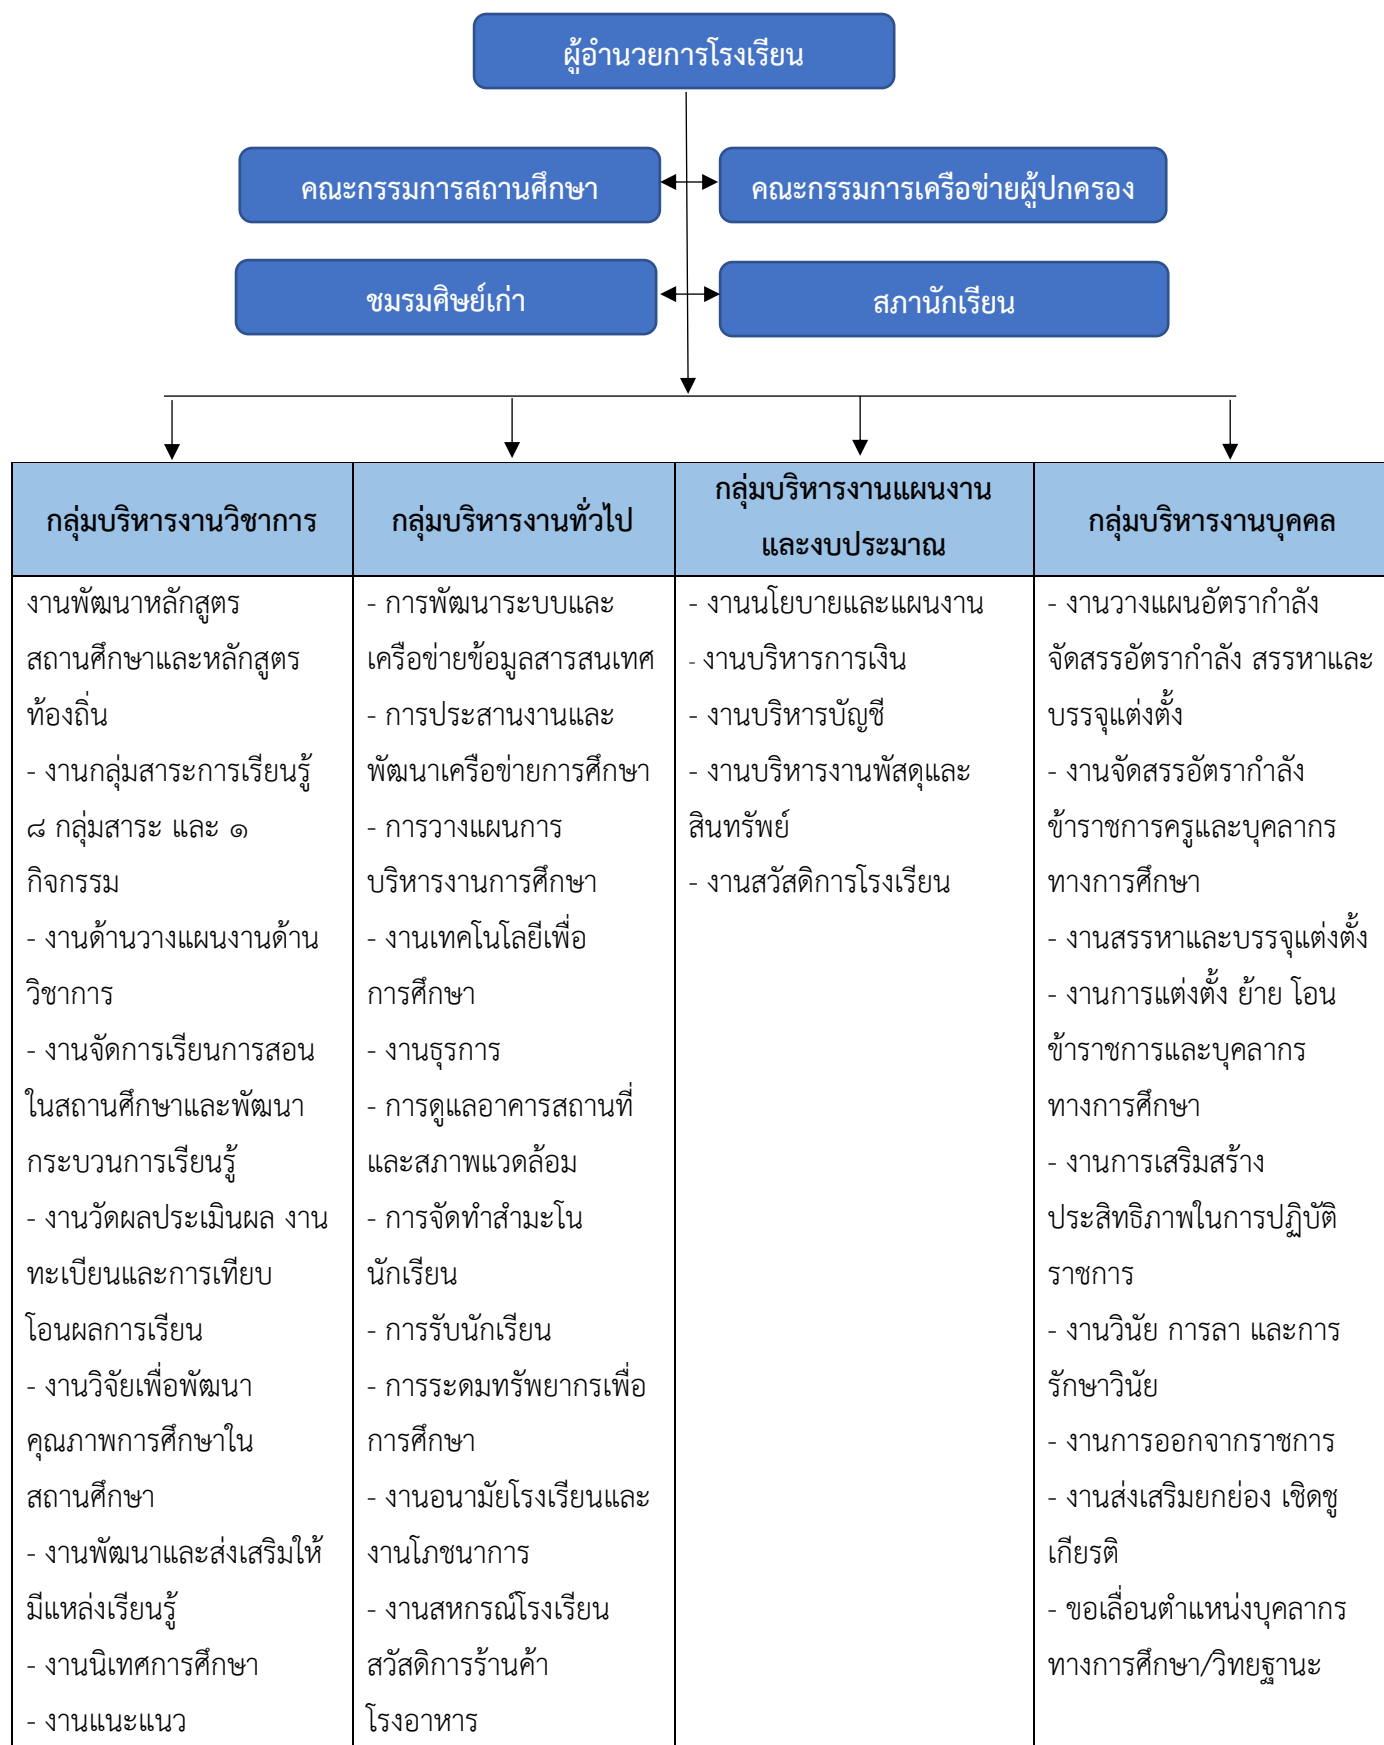 ผู้อำนวยการโรงเรียน
คณะกรรมการสถานศึกษา
คณะกรรมการเครือข่ายผู้ปกครอง
ชมรมศิษย์เก่า
สภานักเรียน
กลุ่มบริหารงานวิชาการ
งานพัฒนาหลักสูตร
สถานศึกษาและหลักสูตร
ท้องถิ่น
- งานกลุ่มสาระการเรียนรู้
๘ กลุ่มสาระ และ ๑
กิจกรรม
- งานด้านวางแผนงานด้าน
วิชาการ
- งานจัดการเรียนการสอน
ในสถานศึกษาและพัฒนา
กระบวนการเรียนรู้
- งานวัดผลประเมินผล งาน
ทะเบียนและการเทียบ
โอนผลการเรียน
- งานวิจัยเพื่อพัฒนา
คุณภาพการศึกษาใน
สถานศึกษา
- งานพัฒนาและส่งเสริมให้
มีแหล่งเรียนรู้
- งานนิเทศการศึกษา
- งานแนะแนว
กลุ่มบริหารงานทั่วไป
- การพัฒนาระบบและ
เครือข่ายข้อมูลสารสนเทศ
- การประสานงานและ
พัฒนาเครือข่ายการศึกษา
- การวางแผนการ
บริหารงานการศึกษา
- งานเทคโนโลยีเพื่อ
การศึกษา
- งานธุรการ
- การดูแลอาคารสถานที่
และสภาพแวดล้อม
- การจัดทำสำมะโน
นักเรียน
- การรับนักเรียน
- การระดมทรัพยากรเพื่อ
การศึกษา
- งานอนามัยโรงเรียนและ
งานโภชนาการ
- งานสหกรณ์โรงเรียน
สวัสดิการร้านค้า
โรงอาหาร
กลุ่มบริหารงานแผนงาน
และงบประมาณ
- งานนโยบายและแผนงาน
- งานบริหารการเงิน
- งานบริหารบัญชี
- งานบริหารงานพัสดุและ
สินทรัพย์
- งานสวัสดิการโรงเรียน
กลุ่มบริหารงานบุคคล
- งานวางแผนอัตรากำลัง
จัดสรรอัตรากำลัง สรรหาและ
บรรจุแต่งตั้ง
- งานจัดสรรอัตรากำลัง
ข้าราชการครูและบุคลากร
ทางการศึกษา
- งานสรรหาและบรรจุแต่งตั้ง
- งานการแต่งตั้ง ย้าย โอน
ข้าราชการและบุคลากร
ทางการศึกษา
- งานการเสริมสร้าง
ประสิทธิภาพในการปฏิบัติ
ราชการ
- งานวินัย การลา และการ
รักษาวินัย
- งานการออกจากราชการ
- งานส่งเสริมยกย่อง เชิดชู
เกียรติ
- ขอเลื่อนตำแหน่งบุคลากร
ทางการศึกษา/วิทยฐานะ